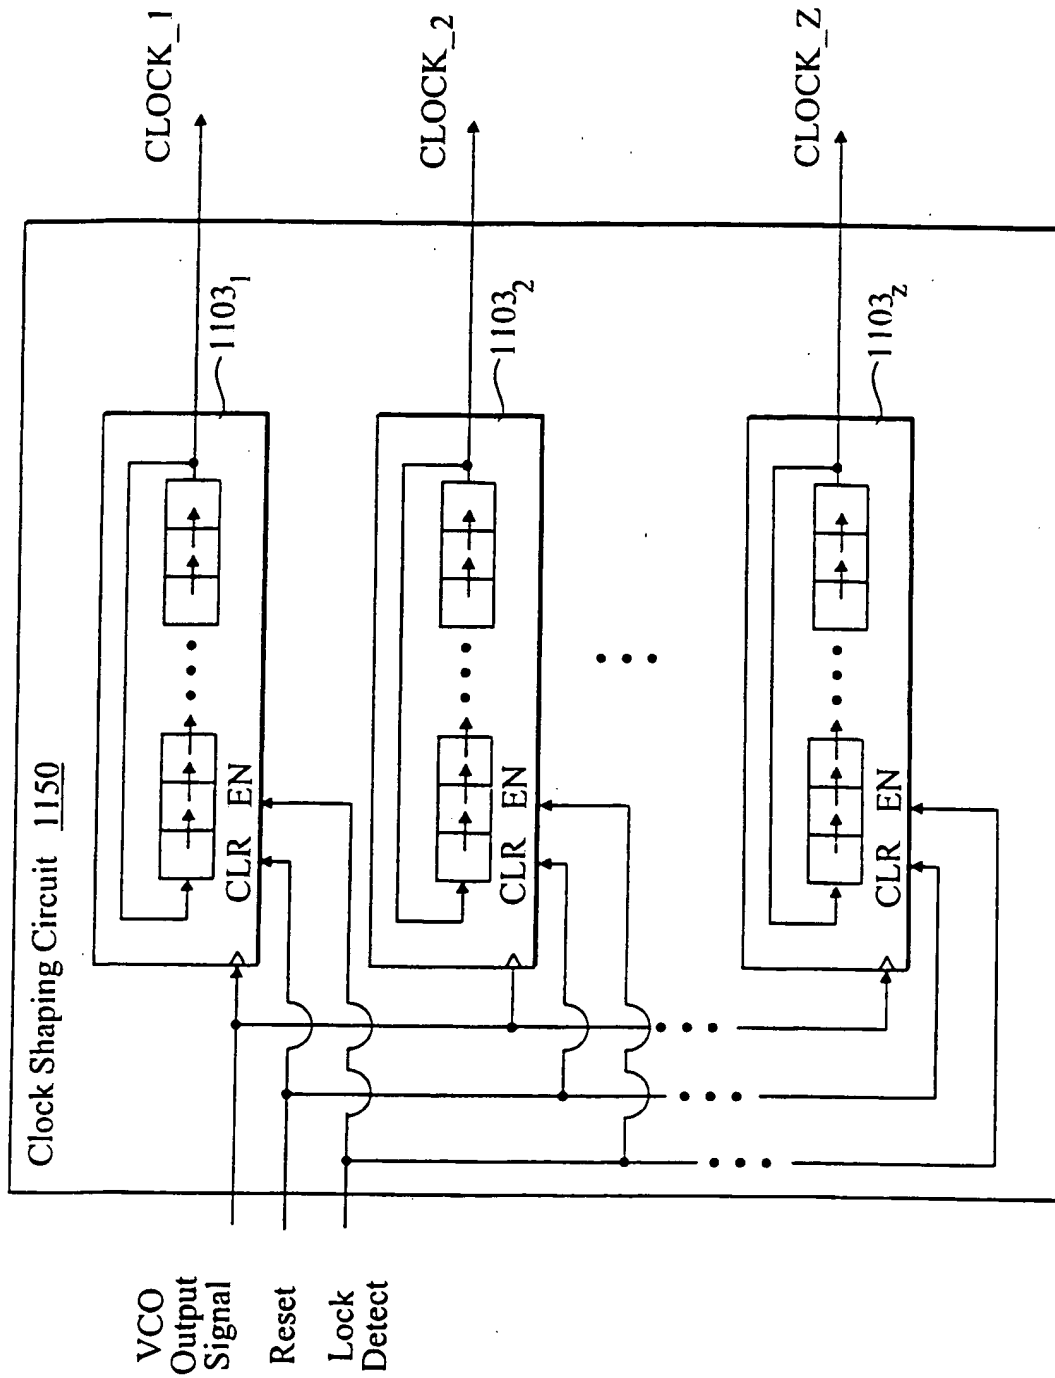 Clock Shaping Circuit 1150
VCO
Output
Signal
Reset
Lock
Detect
CLR EN
1103₁
CLOCK_1
CLR EN
1103₂
CLOCK_2
CLR EN
1103_z
CLOCK_Z